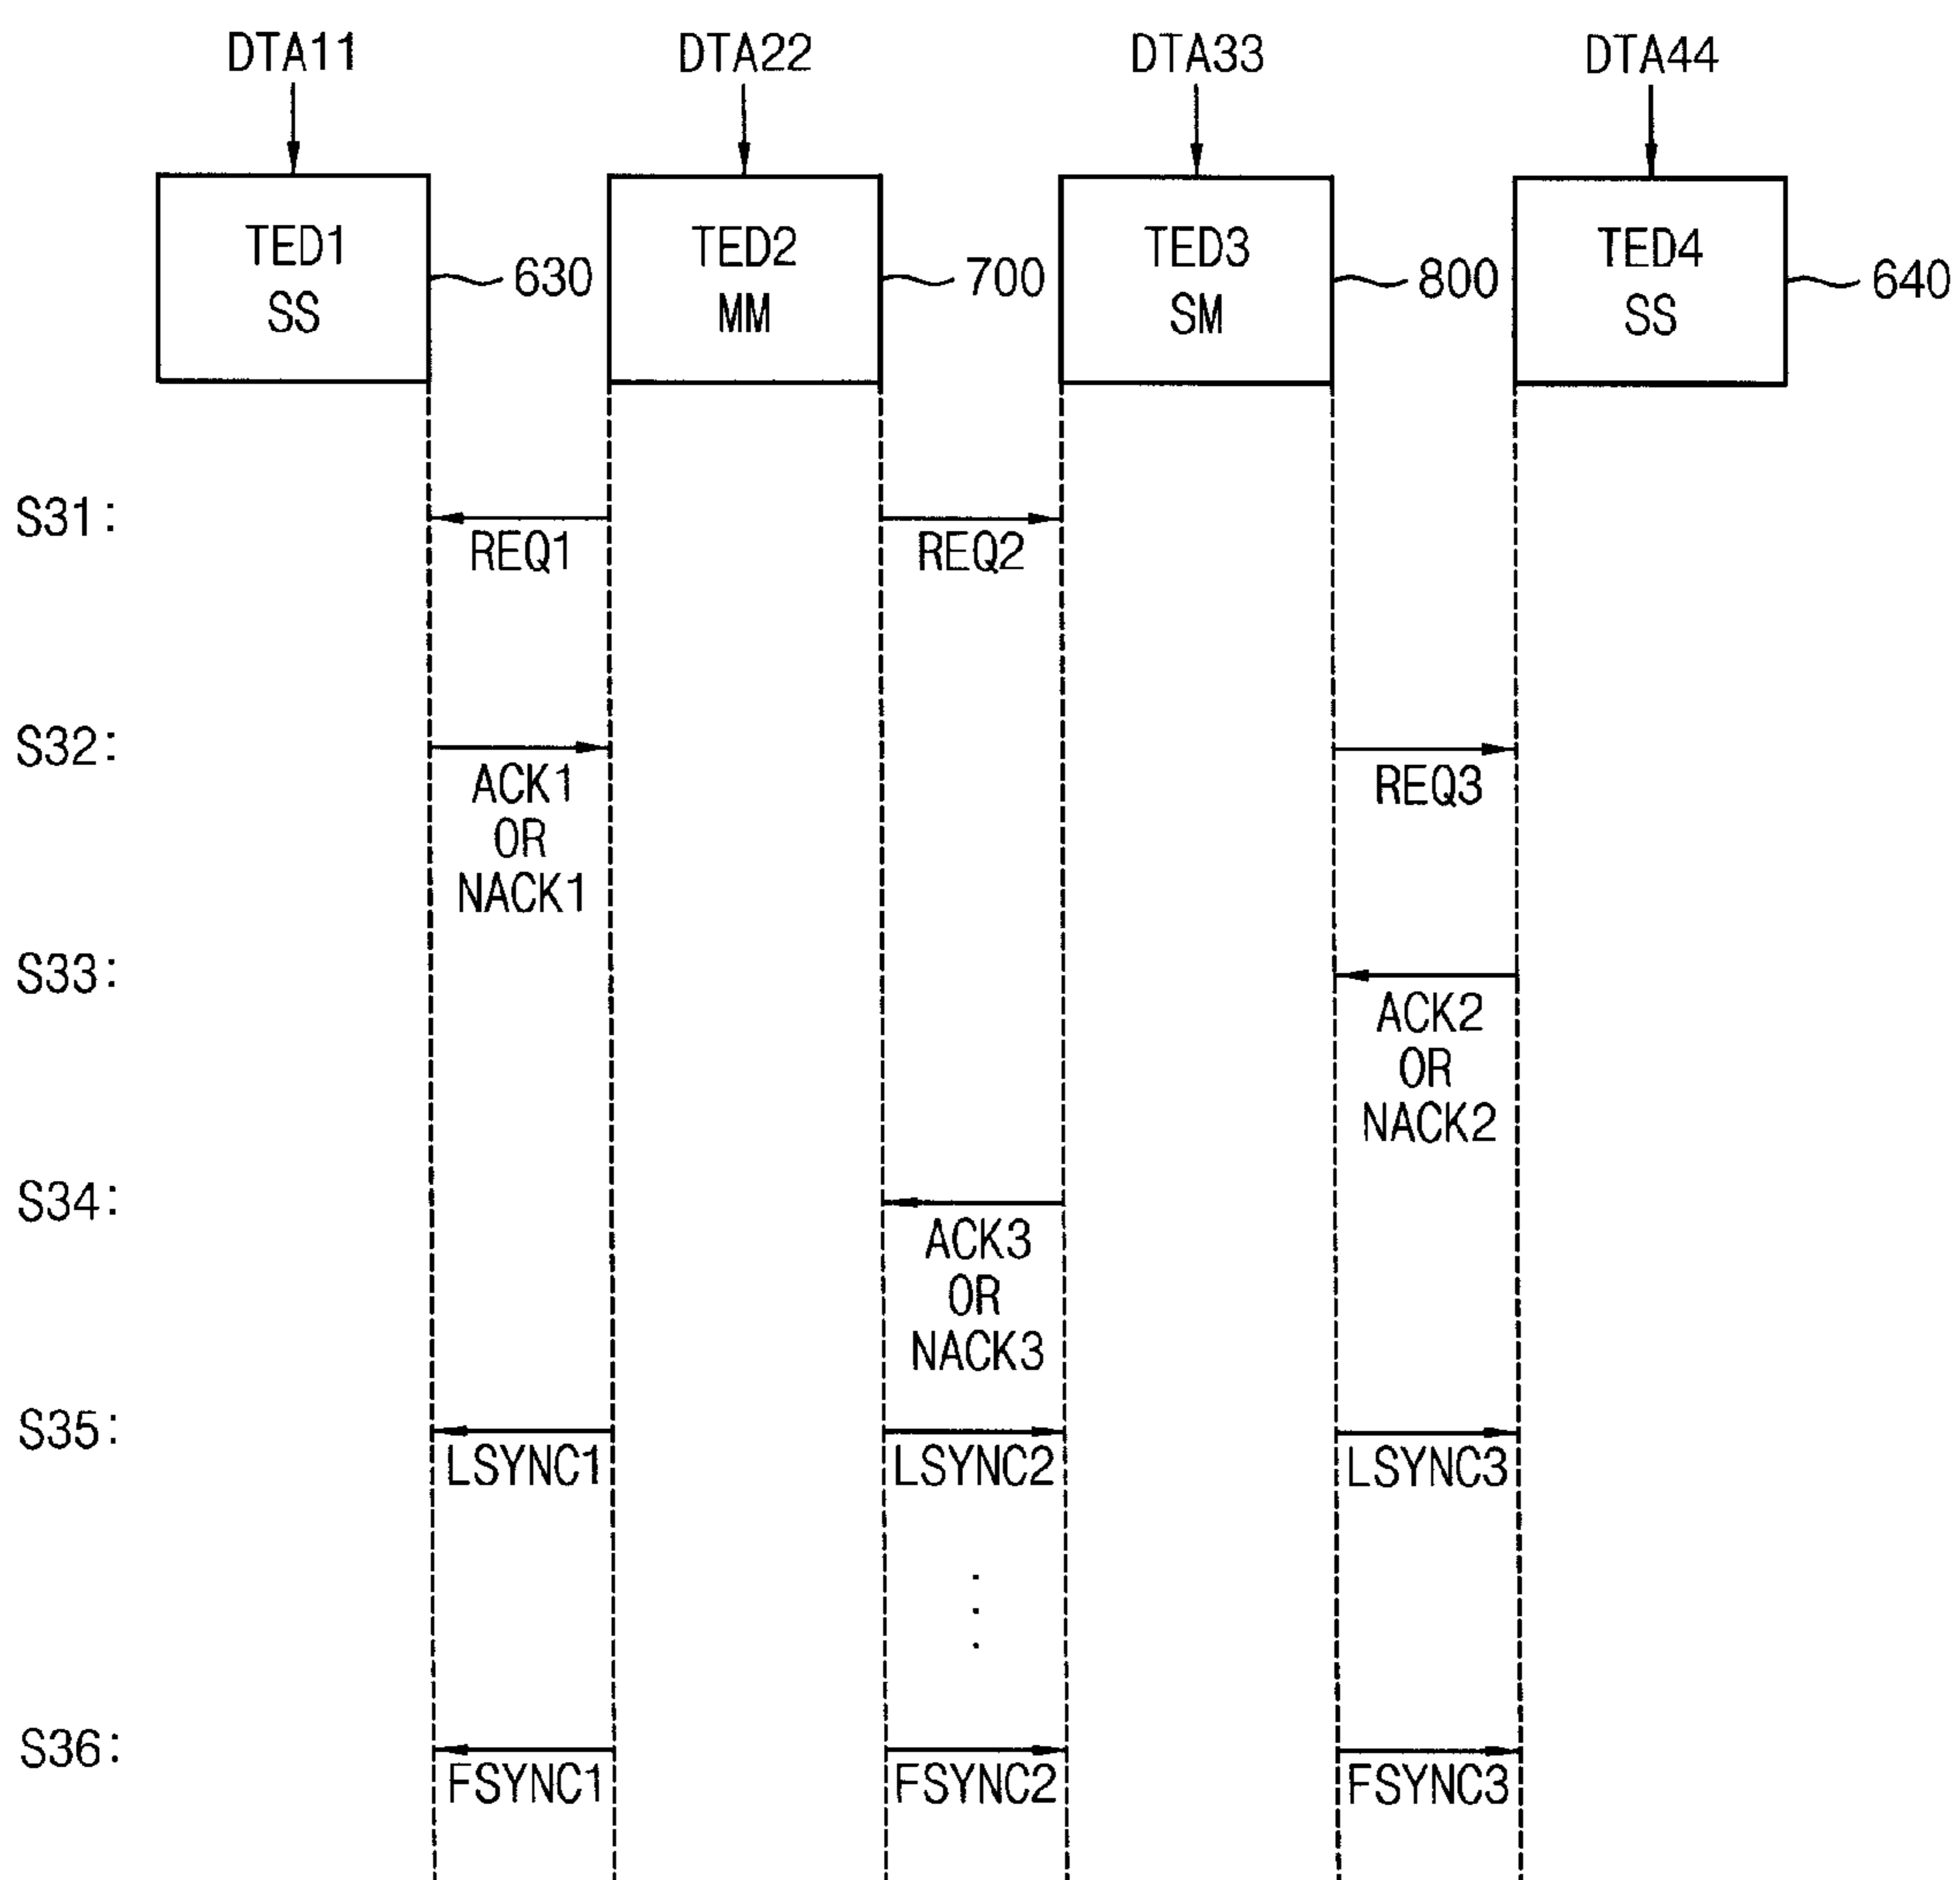 DTA11
DTA22
DTA33
DTA44
TED1
SS
630
TED2
MM
700
TED3
SM
800
TED4
SS
640
S31:
REQ1
REQ2
S32:
ACK1
OR
NACK1
REQ3
S33:
ACK2
OR
NACK2
S34:
ACK3
OR
NACK3
S35:
LSYNC1
LSYNC2
LSYNC3
S36:
FSYNC1
FSYNC2
FSYNC3